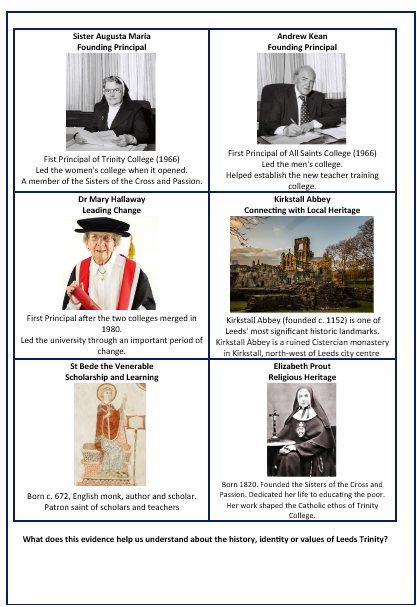 Sister Augusta Maria
Founding Principal
Fist Principal of Trinity College (1966)
Led the women's college when it opened.
A member of the Sisters of the Cross and Passion.
Andrew Kean
Founding Principal
First Principal of All Saints College (1966)
Led the men's college.
Helped establish the new teacher training
college.
Dr Mary Hallaway
Leading Change
First Principal after the two colleges merged in
1980.
Led the university through an important period of
change.
Kirkstall Abbey
Connecting with Local Heritage
Kirkstall Abbey (founded c. 1152) is one of
Leeds' most significant historic landmarks.
Kirkstall Abbey is a ruined Cistercian monastery
in Kirkstall, north-west of Leeds city centre
St Bede the Venerable
Scholarship and Learning
Born c. 672, English monk, author and scholar.
Patron saint of scholars and teachers
Elizabeth Prout
Religious Heritage
Born 1820. Founded the Sisters of the Cross and
Passion. Dedicated her life to educating the poor.
Her work shaped the Catholic ethos of Trinity
College.
What does this evidence help us understand about the history, identity or values of Leeds Trinity?